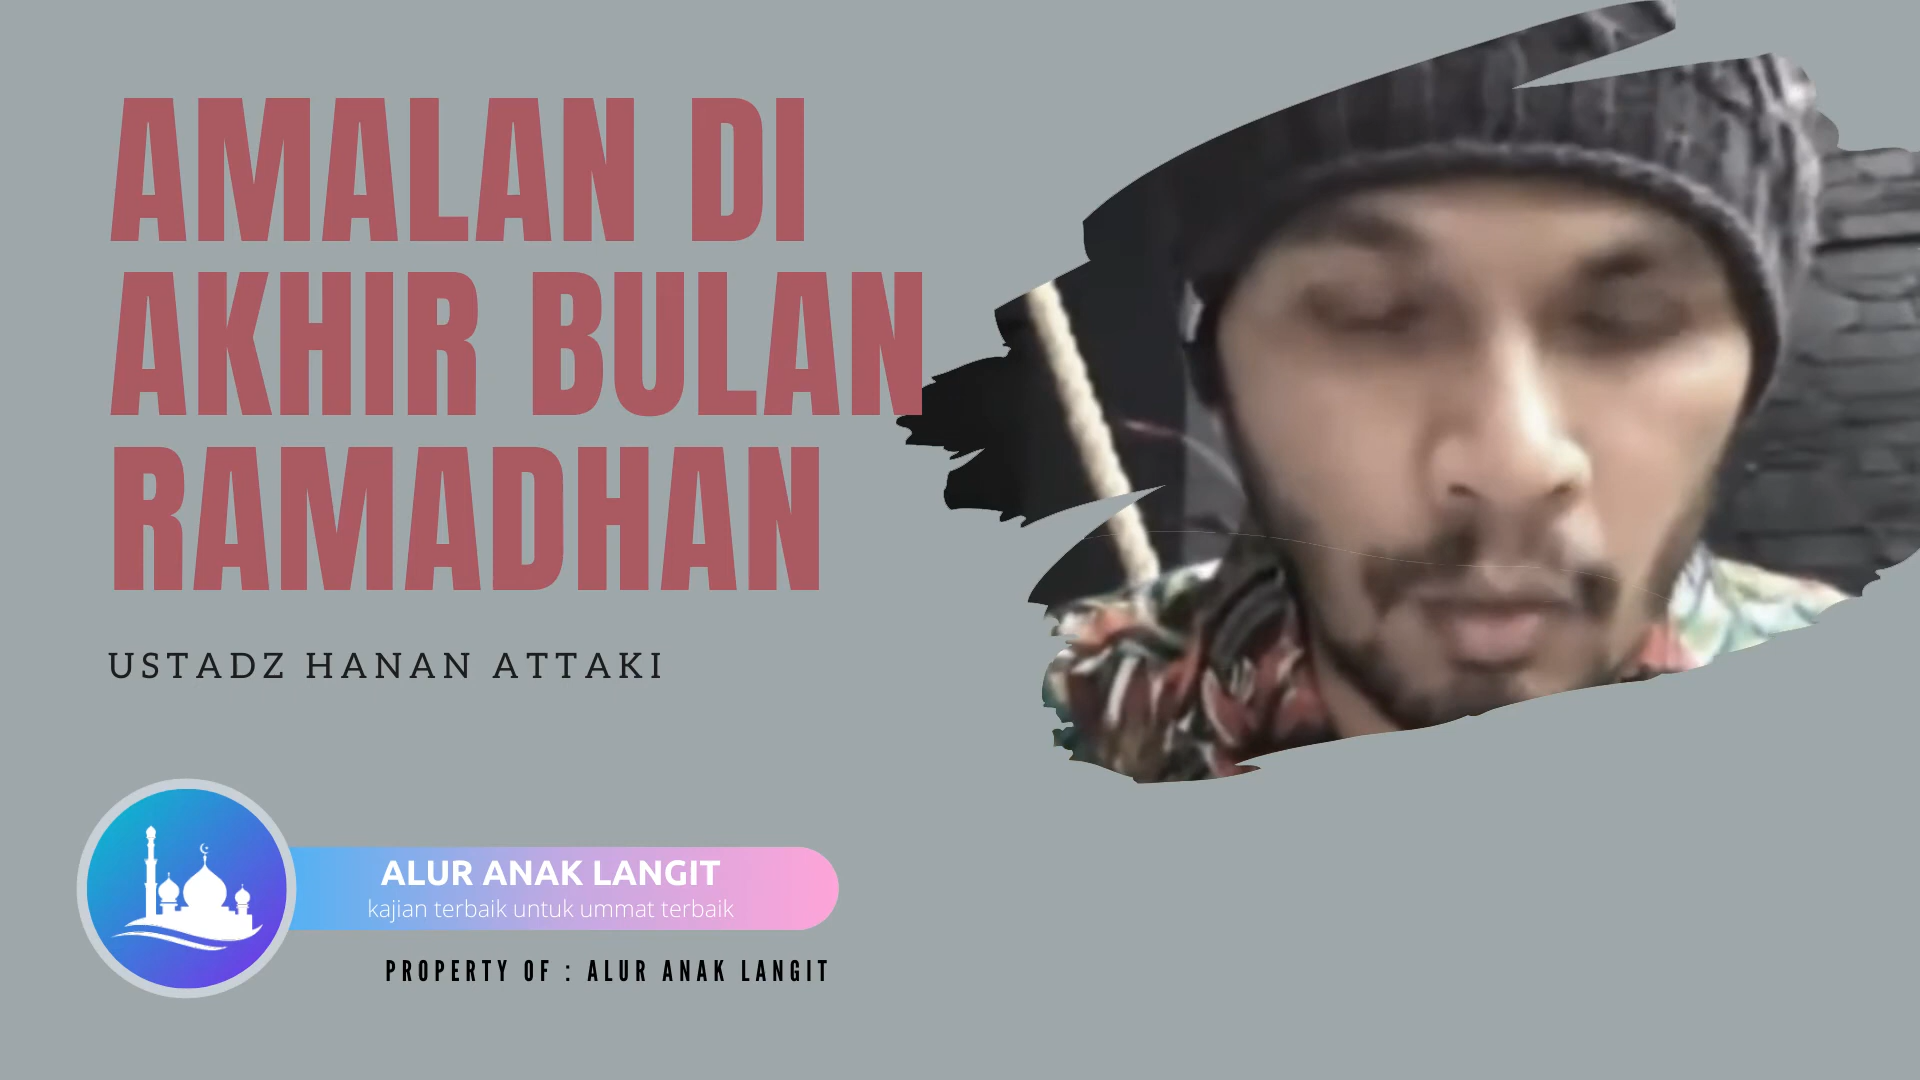 AMALAN DI
AKHIR BULAN
RAMADHAN
USTADZ HANAN ATTAKI
ALUR ANAK LANGIT
kajian terbaik untuk ummat terbaik
PROPERTY OF : ALUR ANAK LANGIT